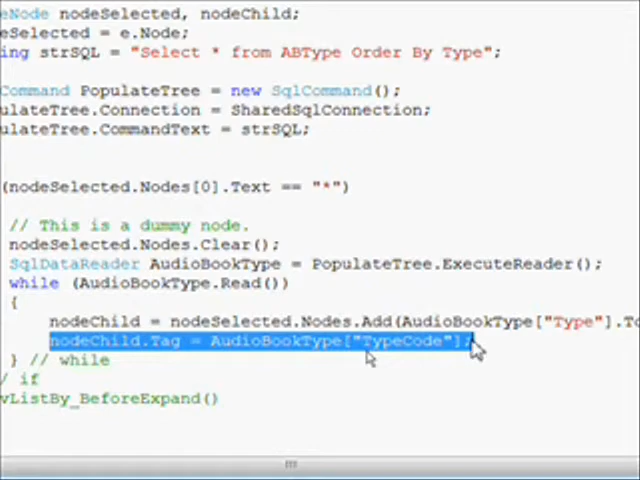 eNode nodeSelected, nodeChild;
eSelected = e.Node;
ing strSQL = "Select * from ABType Order By Type";
Command PopulateTree = new SqlCommand();
ulateTree.Connection = SharedSqlConnection;
ulateTree.CommandText = strSQL;
(nodeSelected.Nodes[0].Text == "*")
// This is a dummy node.
nodeSelected.Nodes.Clear();
SqlDataReader AudioBookType = PopulateTree.ExecuteReader();
while (AudioBookType.Read())
{
nodeChild = nodeSelected.Nodes.Add(AudioBookType["Type"].To
nodeChild.Tag = AudioBookType["TypeCode"];
} // while
/ if
vListBy_BeforeExpand()